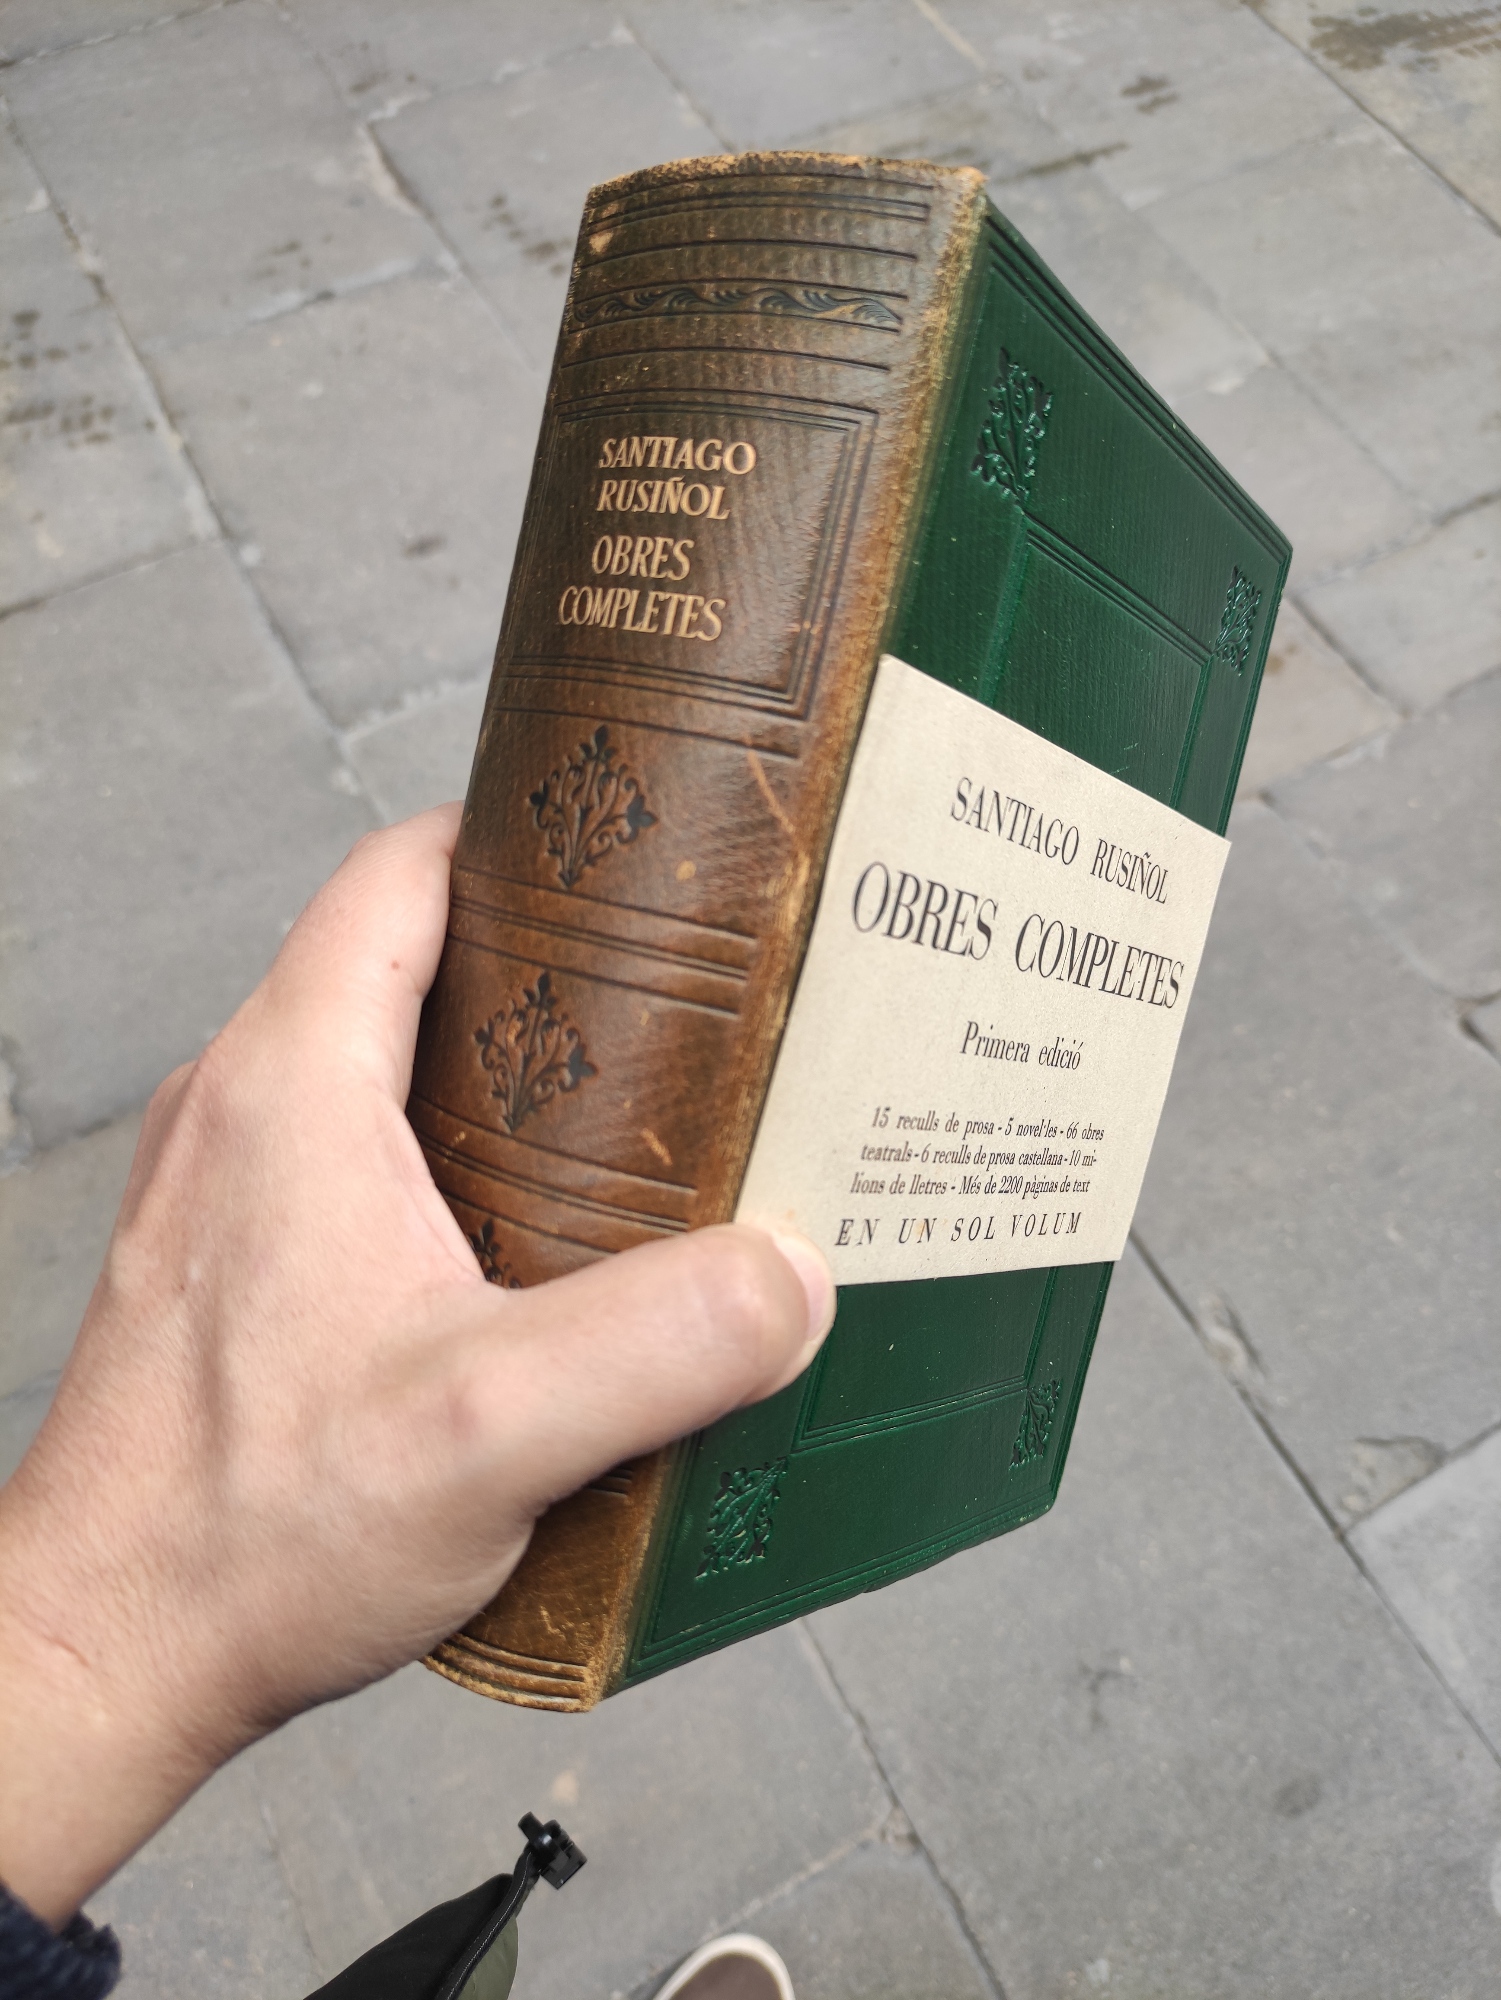 SANTIAGO
RUSIÑOL
OBRES
COMPLETES
SANTIAGO RUSIÑOL
OBRES COMPLETES
Primera edició
15 reculls de prosa - 5 novel·les - 66 obres
teatrals - 6 reculls de prosa castellana - 10 mi-
lions de lletres - Més de 2200 pàgines de text
EN UN SOL VOLUM